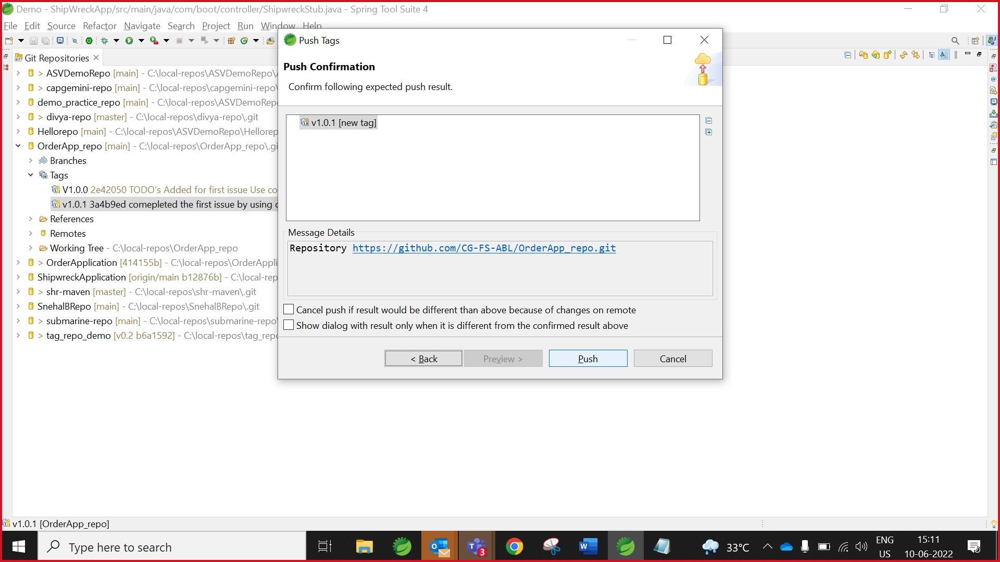 Demo - ShipWreckApp/src/main/java/com/boot/controller/ShipwreckStub.java - Spring Tool Suite 4
File Edit Source Refactor Navigate Search Project Run Window Help
Git Repositories
> ASVDemoRepo [main] - C:\local-repos\ASVDemoRepo\
> capgemini-repo [main] - C:\local-repos\capgemini-repo\
demo_practice_repo [main] - C:\local-repos\ASVDemoRepo
> divya-repo [master] - C:\local-repos\divya-repo\.git
Hellorepo [main] - C:\local-repos\ASVDemoRepo\Hellorep
OrderApp_repo [main] - C:\local-repos\OrderApp_repo\.gi
Branches
Tags
V1.0.0 2e42050 TODO's Added for first issue Use co
v1.0.1 3a4b9ed comepleted the first issue by using
References
Remotes
Working Tree - C:\local-repos\OrderApp_repo
> OrderApplication [414155b] - C:\local-repos\OrderAppli
ShipwreckApplication [origin/main b12876b] - C:\local-rep
> shr-maven [master] - C:\local-repos\shr-maven\.git
SnehalBRepo [main] - C:\local-repos\SnehalBRepo\.git
> submarine-repo [main] - C:\local-repos\submarine-repo\
> tag_repo_demo [v0.2 b6a1592] - C:\local-repos\tag_repo
Push Tags
Push Confirmation
Confirm following expected push result.
v1.0.1 [new tag]
Message Details
Repository https://github.com/CG-FS-ABL/OrderApp_repo.git
Cancel push if result would be different than above because of changes on remote
Show dialog with result only when it is different from the confirmed result above
< Back Preview > Push Cancel
v1.0.1 [OrderApp_repo]
Type here to search
3
33°C
ENG
US
15:11
10-06-2022